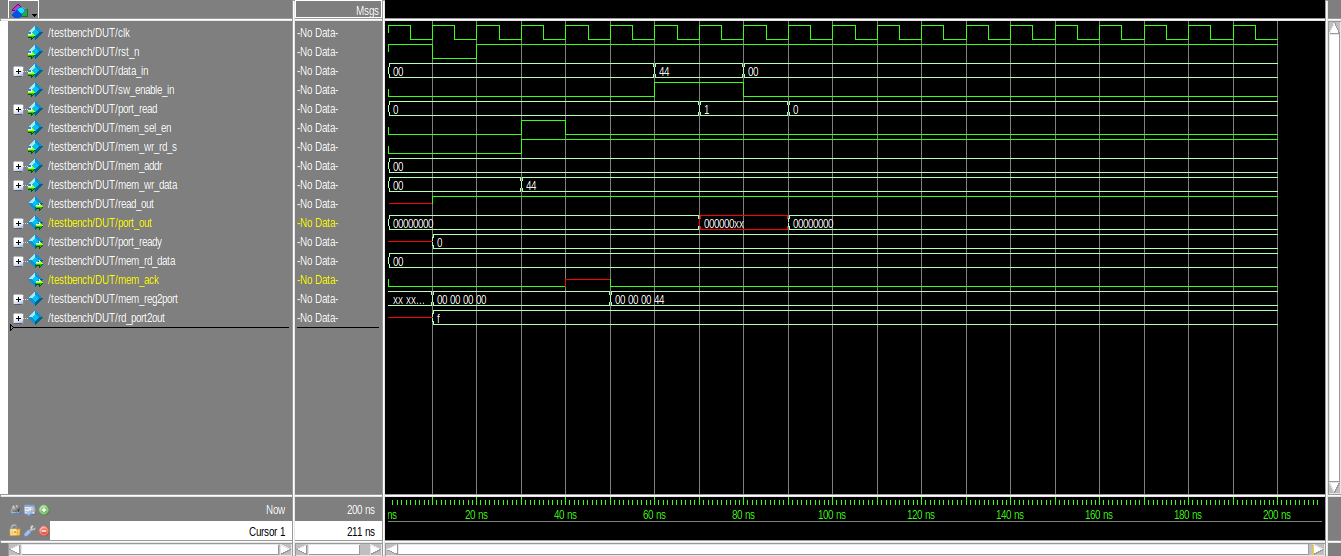 Msgs
/testbench/DUT/clk -No Data-
/testbench/DUT/rst_n -No Data-
/testbench/DUT/data_in -No Data- 00 44 00
/testbench/DUT/sw_enable_in -No Data-
/testbench/DUT/port_read -No Data- 0 1 0
/testbench/DUT/mem_sel_en -No Data-
/testbench/DUT/mem_wr_rd_s -No Data-
/testbench/DUT/mem_addr -No Data- 00
/testbench/DUT/mem_wr_data -No Data- 00 44
/testbench/DUT/read_out -No Data-
/testbench/DUT/port_out -No Data- 00000000 000000xx 00000000
/testbench/DUT/port_ready -No Data- 0
/testbench/DUT/mem_rd_data -No Data- 00
/testbench/DUT/mem_ack -No Data-
/testbench/DUT/mem_reg2port -No Data- xx xx... 00 00 00 00 00 00 00 44
/testbench/DUT/rd_port2out -No Data- f
Now 200 ns ns 20 ns 40 ns 60 ns 80 ns 100 ns 120 ns 140 ns 160 ns 180 ns 200 ns
Cursor 1 211 ns